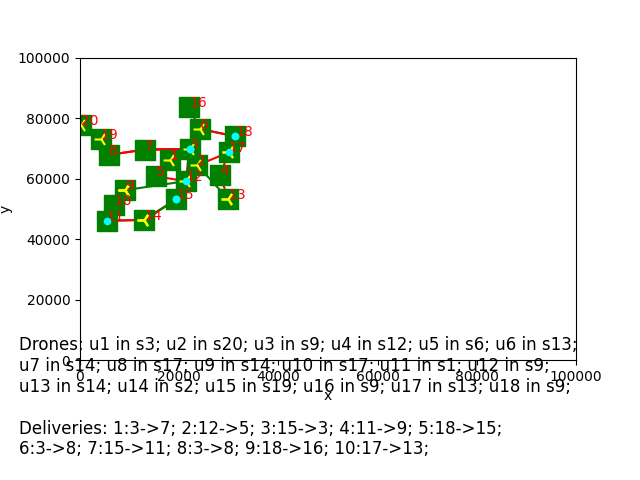 100000
80000
60000
40000
20000
0
0 20000 40000 60000 80000 100000
x
y
16
14
Drones: u1 in s3; u2 in s20; u3 in s9; u4 in s12; u5 in s6; u6 in s13;
u7 in s14; u8 in s17; u9 in s14; u10 in s17; u11 in s1; u12 in s9;
u13 in s14; u14 in s2; u15 in s19; u16 in s9; u17 in s13; u18 in s9;
Deliveries: 1:3->7; 2:12->5; 3:15->3; 4:11->9; 5:18->15;
6:3->8; 7:15->11; 8:3->8; 9:18->16; 10:17->13;